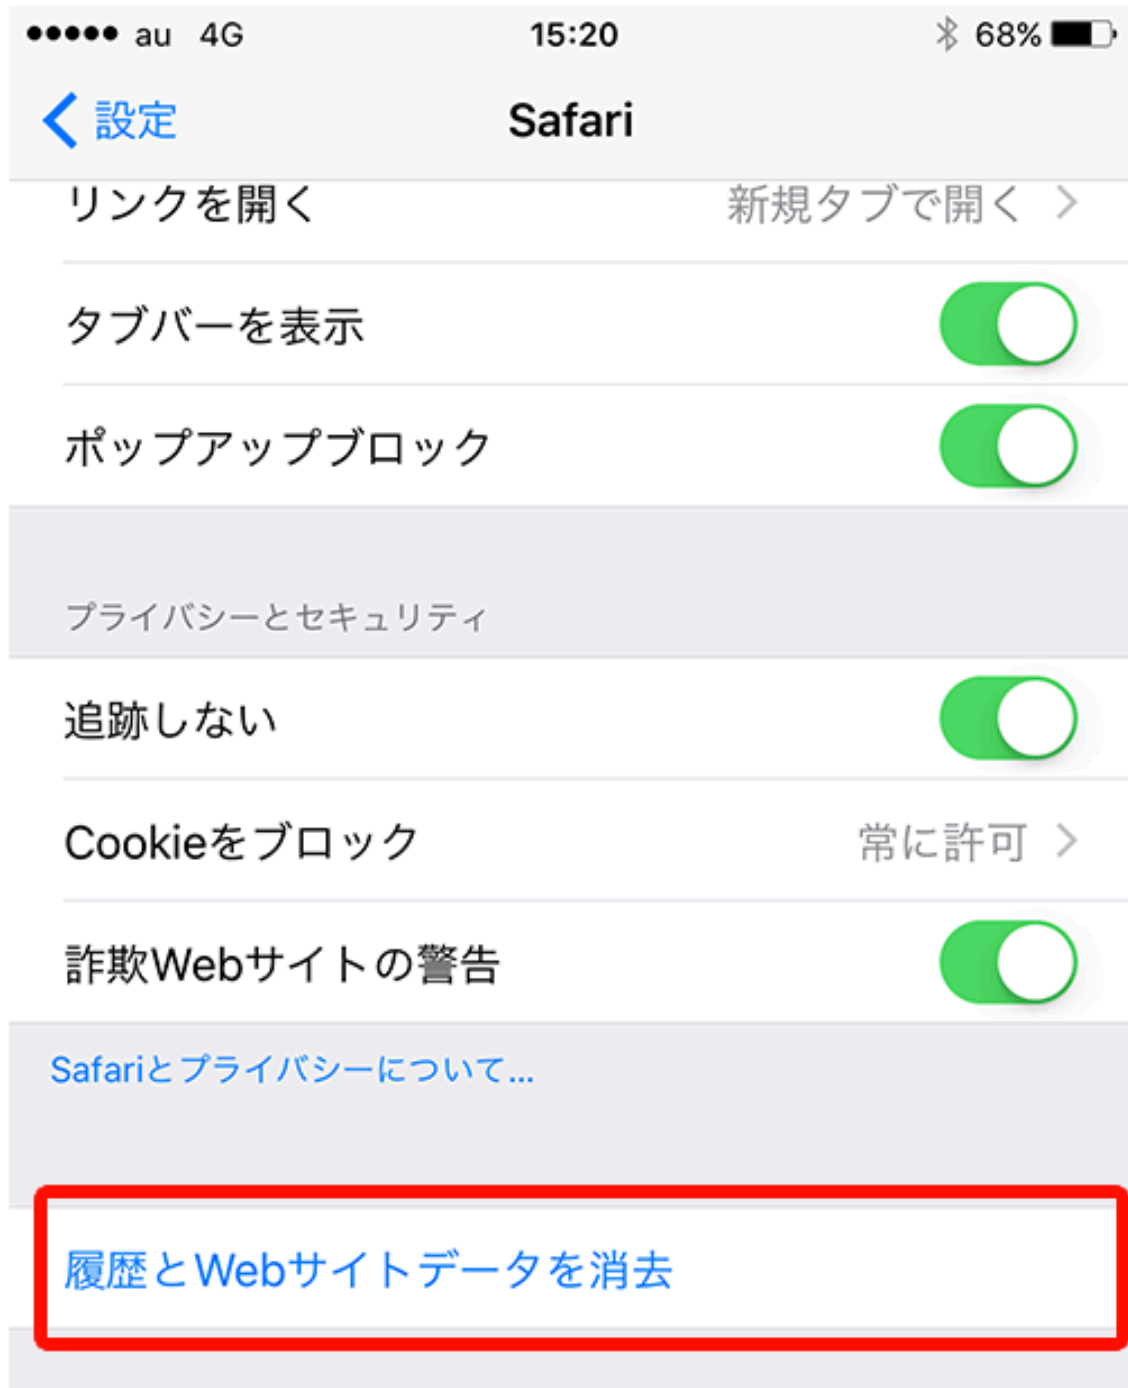 au 4G 15:20 68%
設定 Safari
リンクを開く 新規タブで開く
タブバーを表示
ポップアップブロック
プライバシーとセキュリティ
追跡しない
Cookieをブロック 常に許可
詐欺Webサイトの警告
Safariとプライバシーについて...
履歴とWebサイトデータを消去